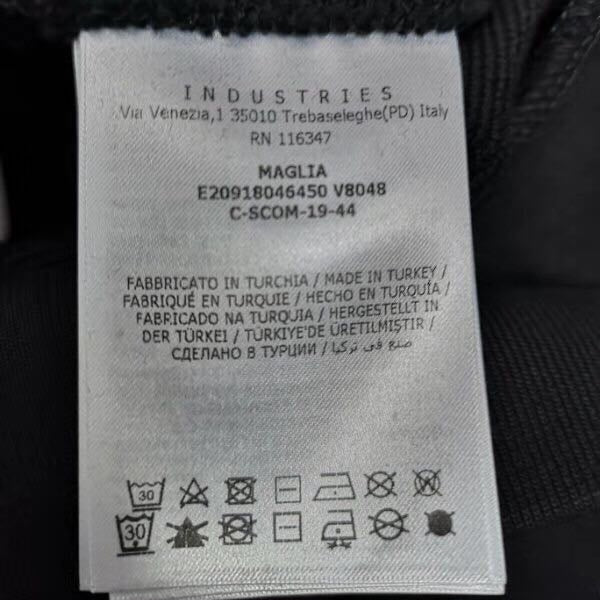 INDUSTRIES
Via Venezia,1 35010 Trebaseleghe(PD) Italy
RN 116347
MAGLIA
E20918046450 V8048
C-SCOM-19-44
FABBRICATO IN TURCHIA / MADE IN TURKEY /
FABRIQUÉ EN TURQUIE / HECHO EN TURQUÍA /
FABRICADO NA TURQUIA / HERGESTELLT IN
DER TÜRKEI / TÜRKIYE'DE ÜRETILMIŞTIR /
СДЕЛАНО В ТУРЦИИ / صنع في تركيا
30
30